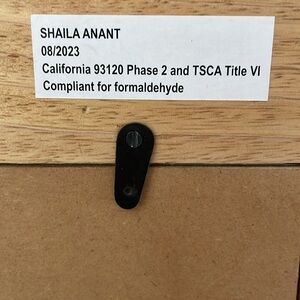 SHAILA ANANT
08/2023
California 93120 Phase 2 and TSCA Title VI
Compliant for formaldehyde